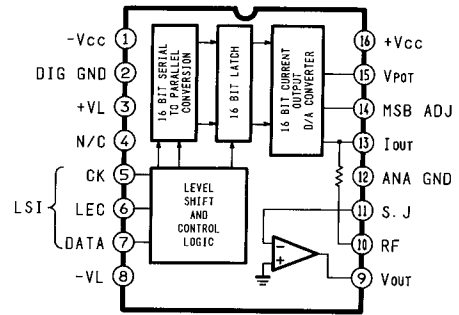 -VCC 1
DIG GND 2
+VL 3
N/C 4
LSI
CK 5
LEC 6
DATA 7
-VL 8
16 BIT SERIAL
TO PARALLEL
CONVERSION
16 BIT LATCH
16 BIT CURRENT
OUTPUT
D/A CONVERTER
LEVEL
SHIFT
AND
CONTROL
LOGIC
-
+
16 +VCC
15 VPOT
14 MSB ADJ
13 IOUT
12 ANA GND
11 S.J
10 RF
9 VOUT